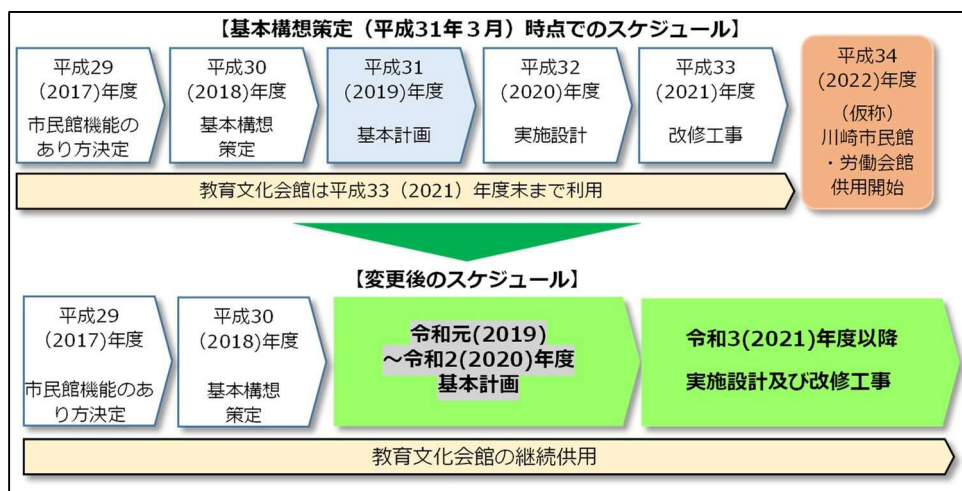 【基本構想策定（平成31年３月）時点でのスケジュール】
平成29
（2017)年度
市民館機能の
あり方決定
平成30
(2018)年度
基本構想
策定
平成31
(2019)年度
基本計画
平成32
(2020)年度
実施設計
平成33
(2021)年度
改修工事
平成34
(2022)年度
（仮称）
川崎市民館
・労働会館
供用開始
教育文化会館は平成33（2021）年度末まで利用
【変更後のスケジュール】
平成29
（2017)年度
市民館機能のあ
り方決定
平成30
(2018)年度
基本構想
策定
令和元(2019)
～令和2(2020)年度
基本計画
令和3(2021)年度以降
実施設計及び改修工事
教育文化会館の継続供用